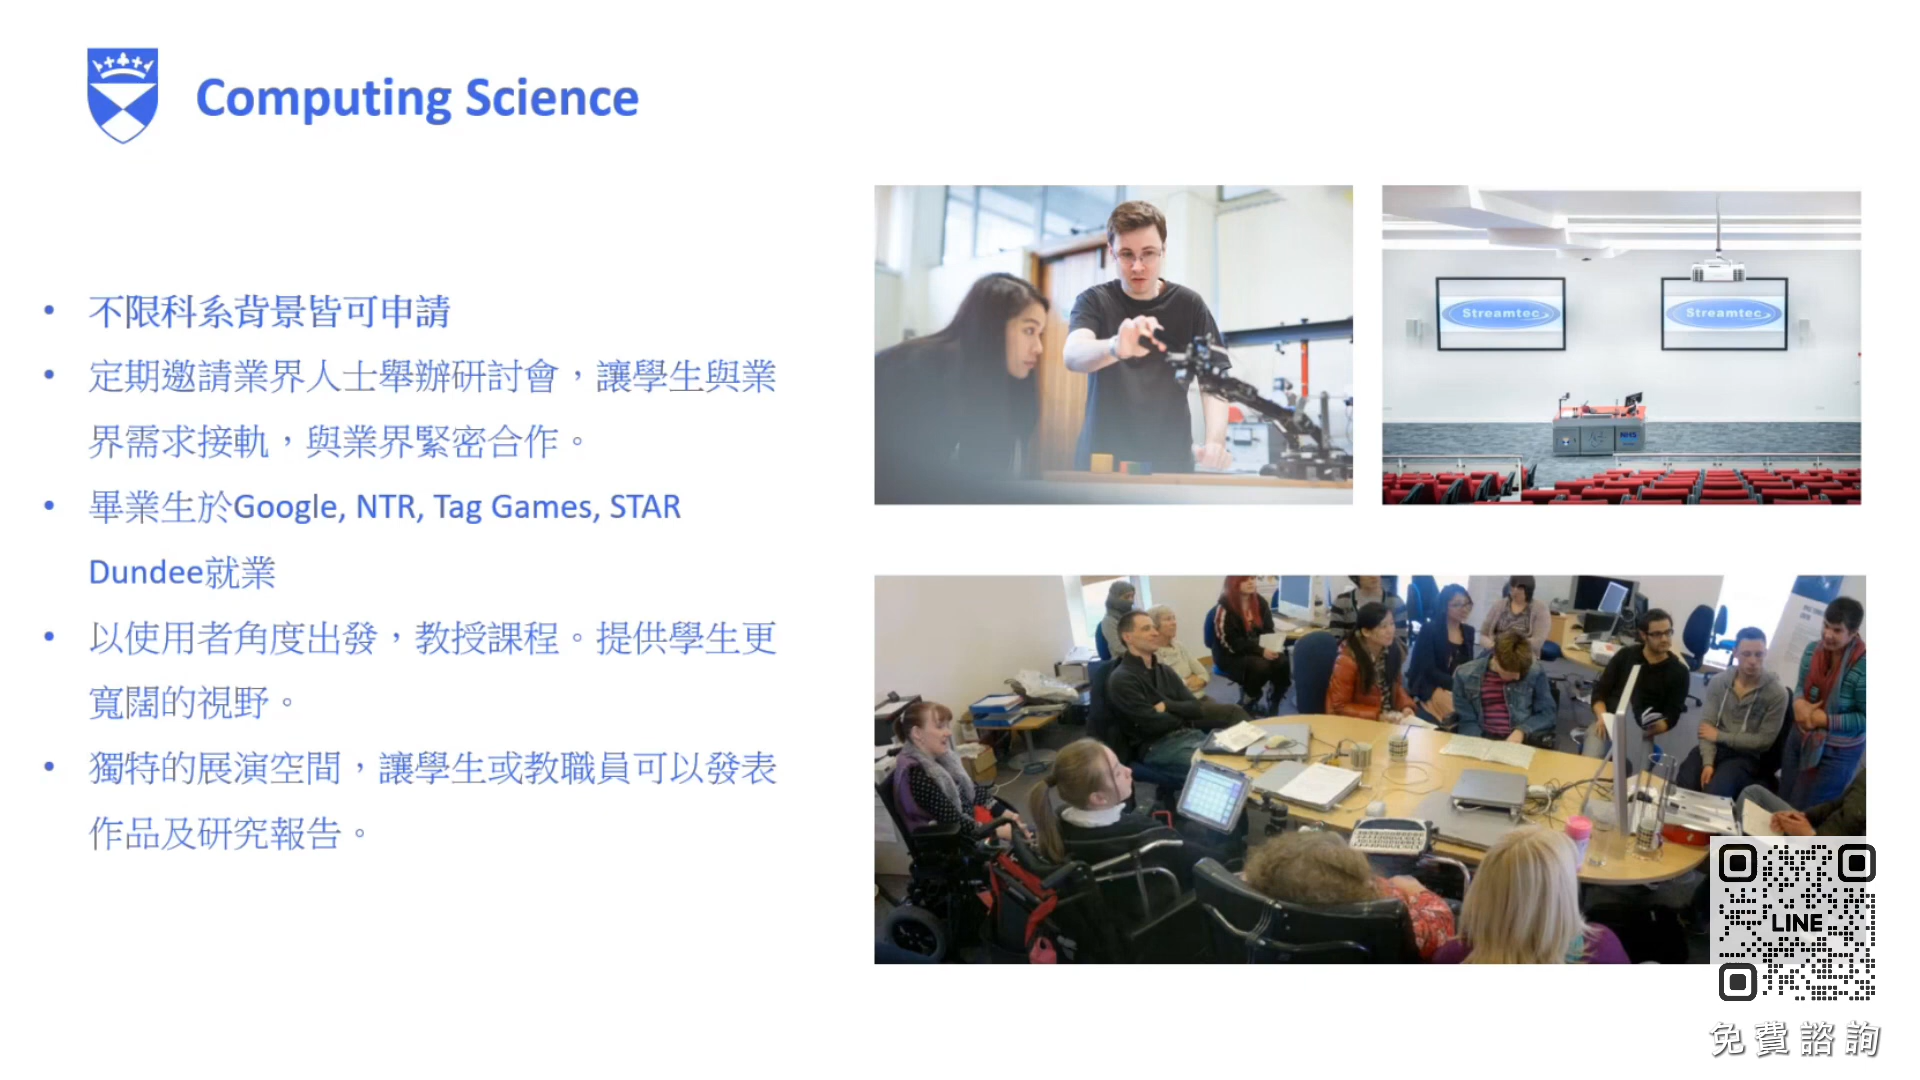 Computing Science
• 不限科系背景皆可申請
• 定期邀請業界人士舉辦研討會，讓學生與業
界需求接軌，與業界緊密合作。
• 畢業生於Google, NTR, Tag Games, STAR
Dundee就業
• 以使用者角度出發，教授課程。提供學生更
寬闊的視野。
• 獨特的展演空間，讓學生或教職員可以發表
作品及研究報告。
Streamtec
Streamtec
NHS
LINE
免費諮詢